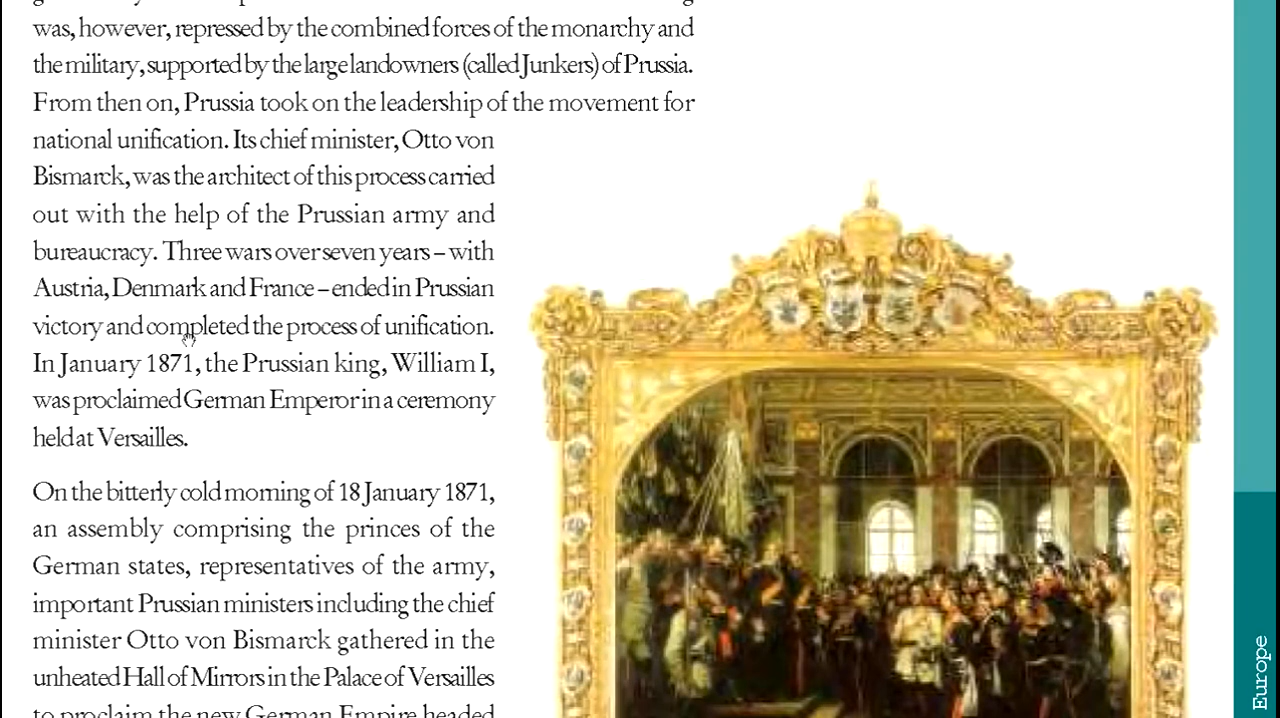 was, however, repressed by the combined forces of the monarchy and
the military, supported by the large landowners (called Junkers) of Prussia.
From then on, Prussia took on the leadership of the movement for
national unification. Its chief minister, Otto von
Bismarck, was the architect of this process carried
out with the help of the Prussian army and
bureaucracy. Three wars over seven years – with
Austria, Denmark and France – ended in Prussian
victory and completed the process of unification.
In January 1871, the Prussian king, William I,
was proclaimed German Emperor in a ceremony
held at Versailles.
On the bitterly cold morning of 18 January 1871,
an assembly comprising the princes of the
German states, representatives of the army,
important Prussian ministers including the chief
minister Otto von Bismarck gathered in the
unheated Hall of Mirrors in the Palace of Versailles
to proclaim the new German Empire headed
Europe